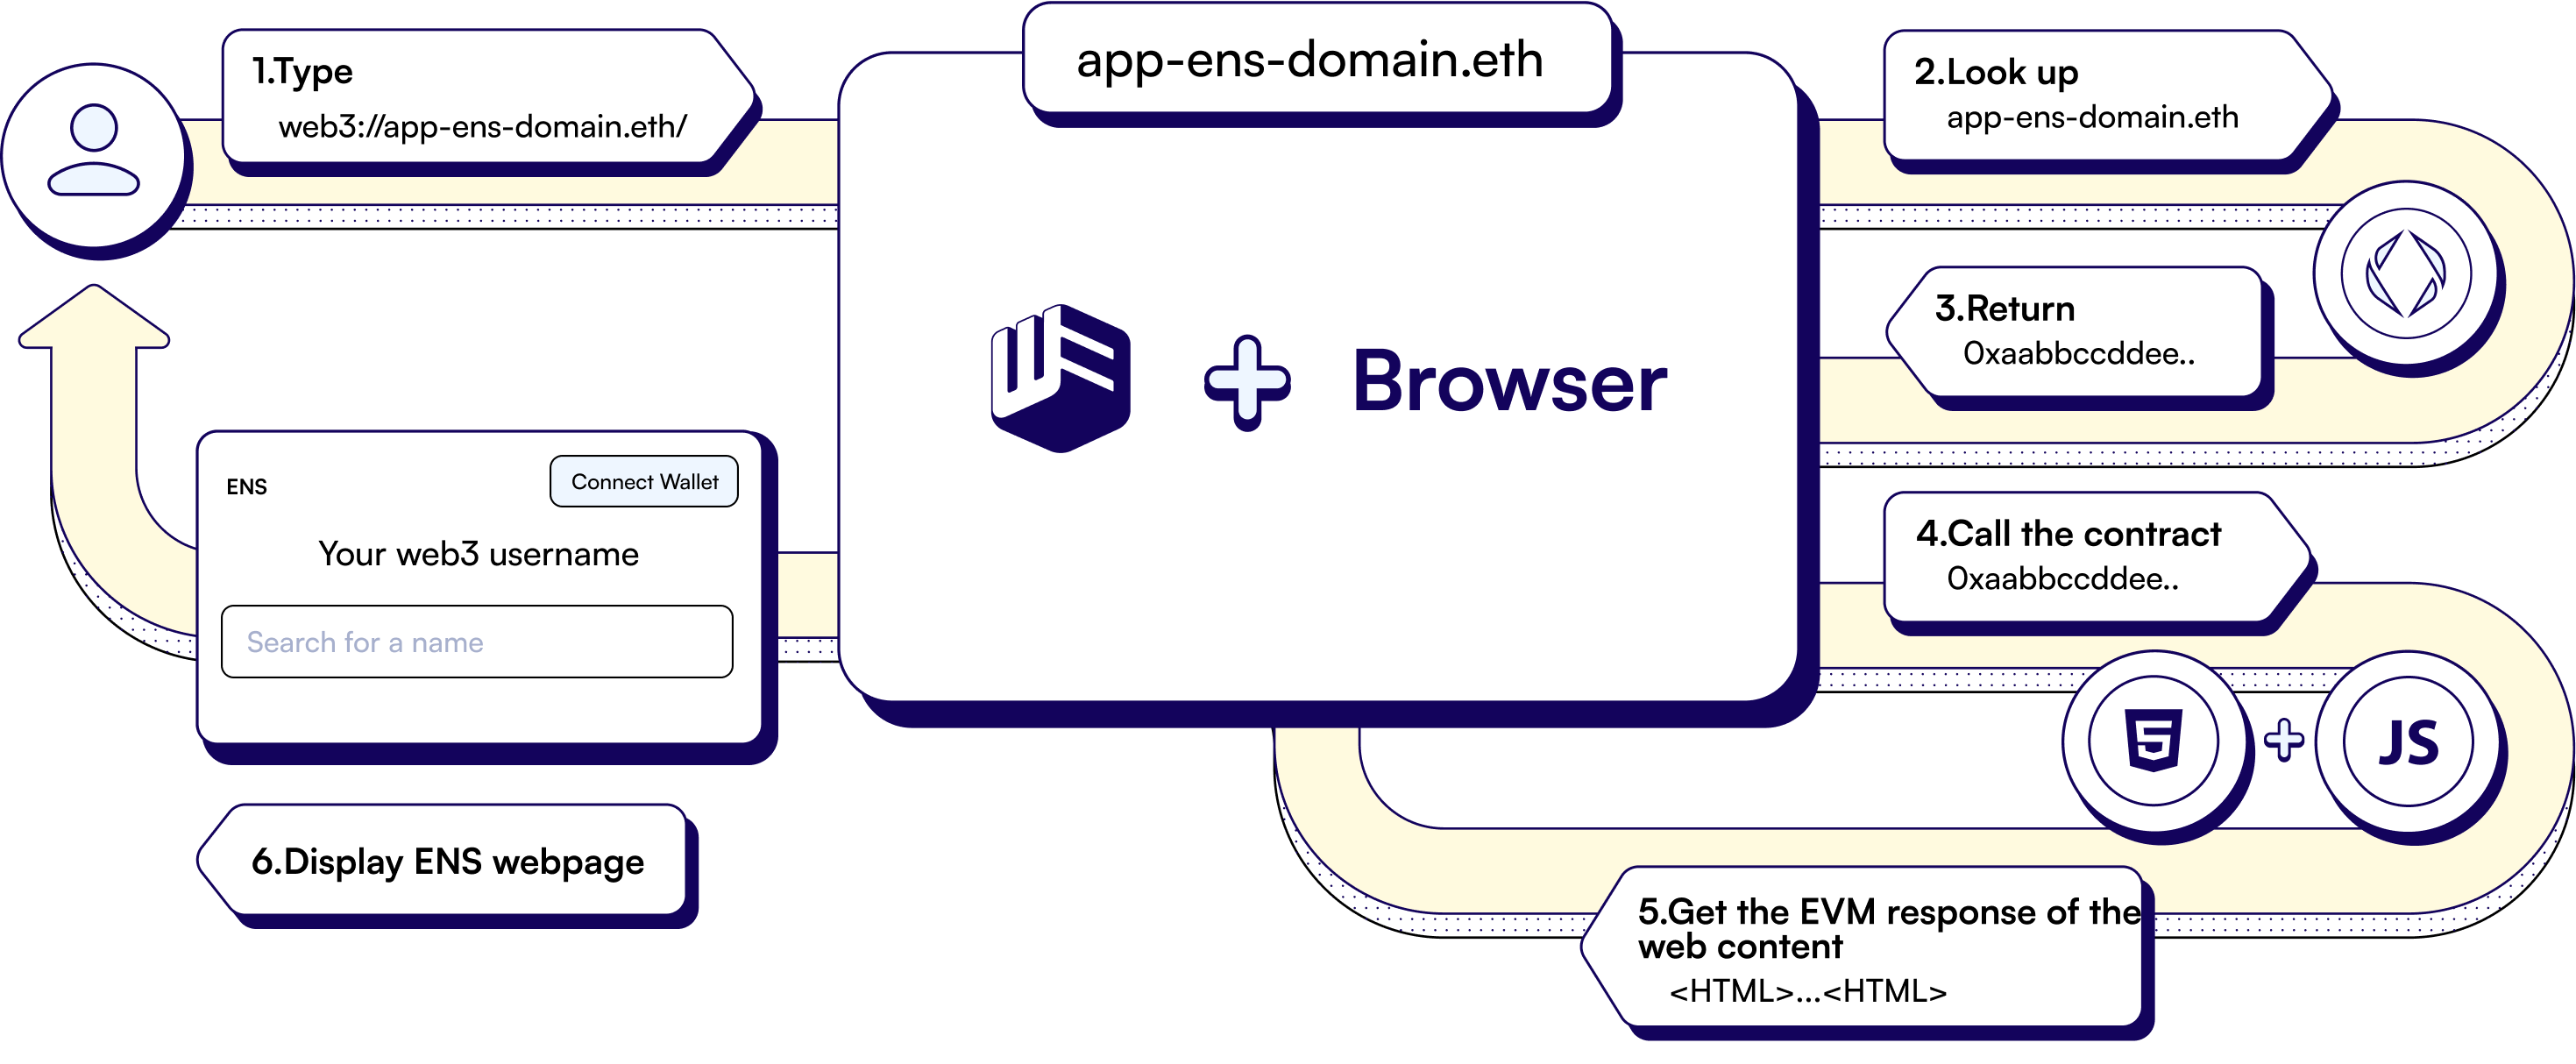 1.Type
web3://app-ens-domain.eth/
app-ens-domain.eth
Browser
2.Look up
app-ens-domain.eth
3.Return
0xaabbccddee..
4.Call the contract
0xaabbccddee..
JS
5.Get the EVM response of the
web content
<HTML>...<HTML>
ENS
Connect Wallet
Your web3 username
Search for a name
6.Display ENS webpage